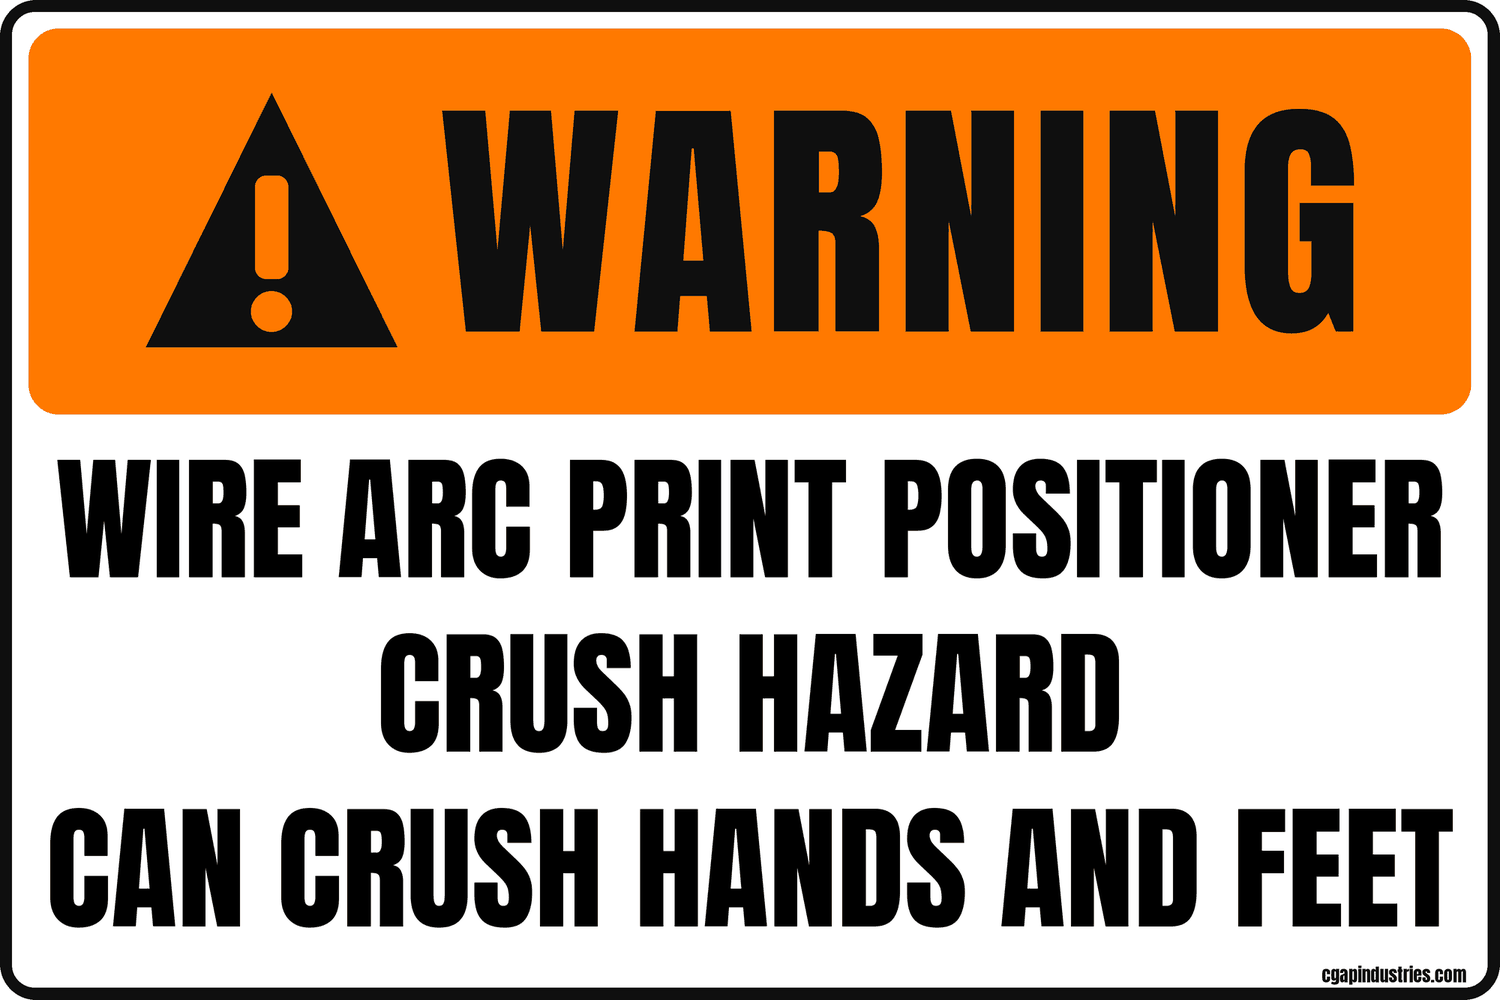 WARNING
WIRE ARC PRINT POSITIONER
CRUSH HAZARD
CAN CRUSH HANDS AND FEET
cgapindustries.com